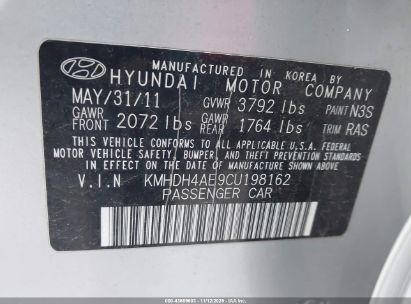 MANUFACTURED IN KOREA BY
HYUNDAI MOTOR COMPANY
MAY/31/11 GVWR 3792 lbs PAINT N3S
GAWR FRONT 2072 lbs GAWR REAR 1764 lbs TRIM RAS
THIS VEHICLE CONFORMS TO ALL APPLICABLE FEDERAL
MOTOR VEHICLE SAFETY, BUMPER, AND THEFT PREVENTION
STANDARDS IN EFFECT ON THE DATE OF MANUFACTURE SHOWN ABOVE.
V.I.N KMHDH4AE9CU198162
PASSENGER CAR